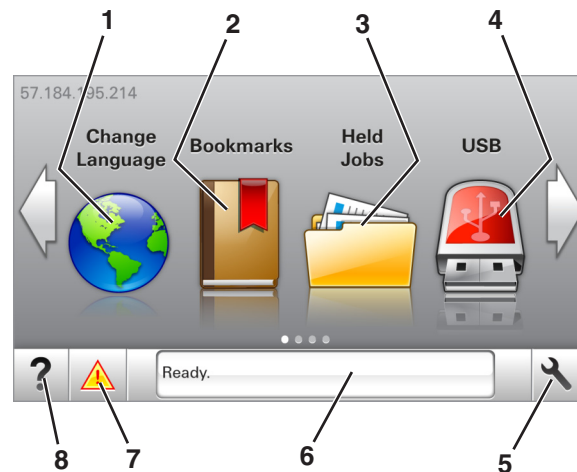 1 2 3 4
57.184.195.214
Change Language
Bookmarks
Held Jobs
USB
?
Ready.
8 7 6 5